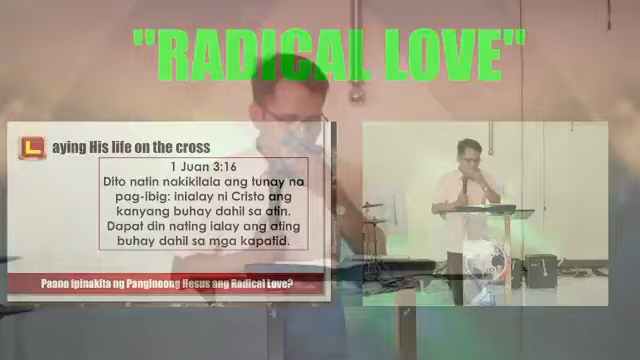 "RADICAL LOVE"
L aying His life on the cross
1 Juan 3:16
Dito natin nakikilala ang tunay na
pag-ibig: inialay ni Cristo ang
kanyang buhay dahil sa atin.
Dapat din nating ialay ang ating
buhay dahil sa mga kapatid.
Paano ipinakita ng Panginoong Hesus ang Radical Love?